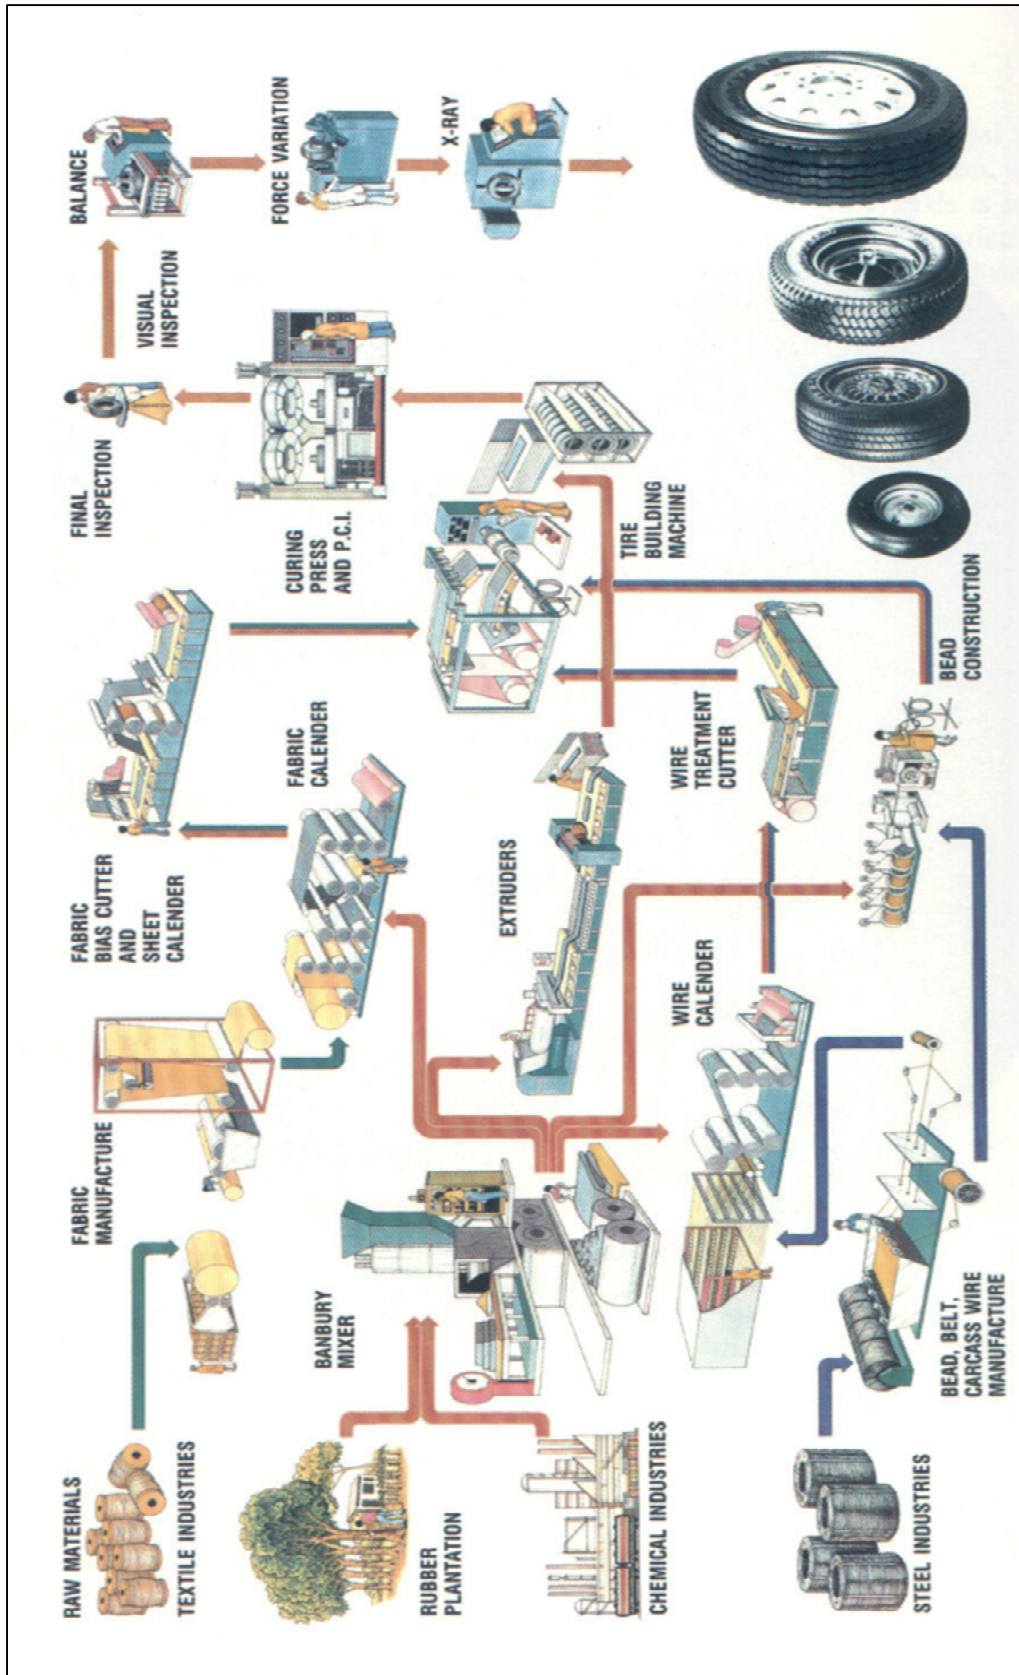 RAW MATERIALS
TEXTILE INDUSTRIES
FABRIC
MANUFACTURE
FABRIC
BIAS CUTTER
AND
SHEET
CALENDER
FABRIC
CALENDER
FINAL
INSPECTION
VISUAL
INSPECTION
BALANCE
FORCE VARIATION
X-RAY
CURING
PRESS
AND P.C.I.
RUBBER
PLANTATION
BANBURY
MIXER
CHEMICAL INDUSTRIES
EXTRUDERS
TIRE
BUILDING
MACHINE
WIRE
CALENDER
WIRE
TREATMENT
CUTTER
STEEL INDUSTRIES
BEAD, BELT,
CARCASS WIRE
MANUFACTURE
BEAD
CONSTRUCTION